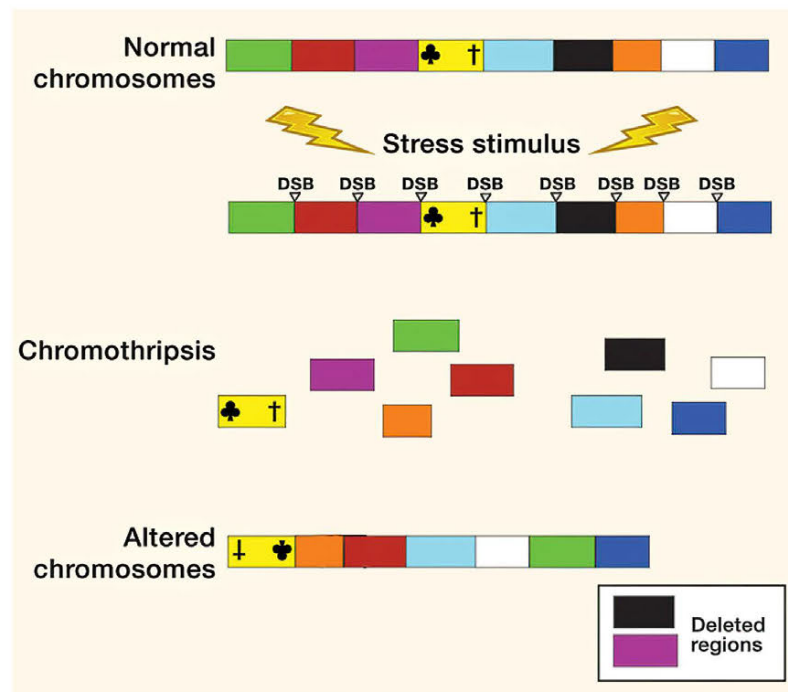 Normal
chromosomes
♣ †
Stress stimulus
DSB DSB DSB DSB DSB DSB DSB DSB
♣ †
Chromothripsis
♣ †
Altered
chromosomes
‡ ♣
Deleted
regions